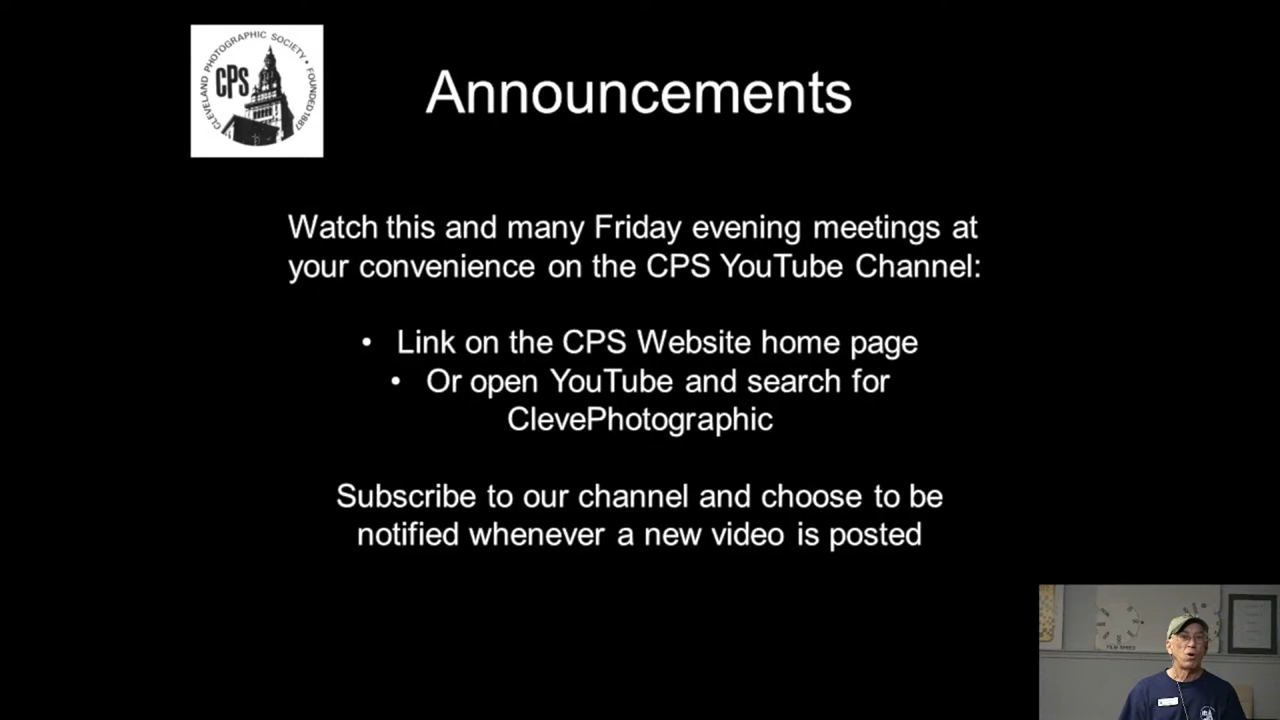 CLEVELAND PHOTOGRAPHIC SOCIETY • FOUNDED 1887
CPS
Announcements
Watch this and many Friday evening meetings at
your convenience on the CPS YouTube Channel:
• Link on the CPS Website home page
• Or open YouTube and search for
ClevePhotographic
Subscribe to our channel and choose to be
notified whenever a new video is posted
FILM SPEED